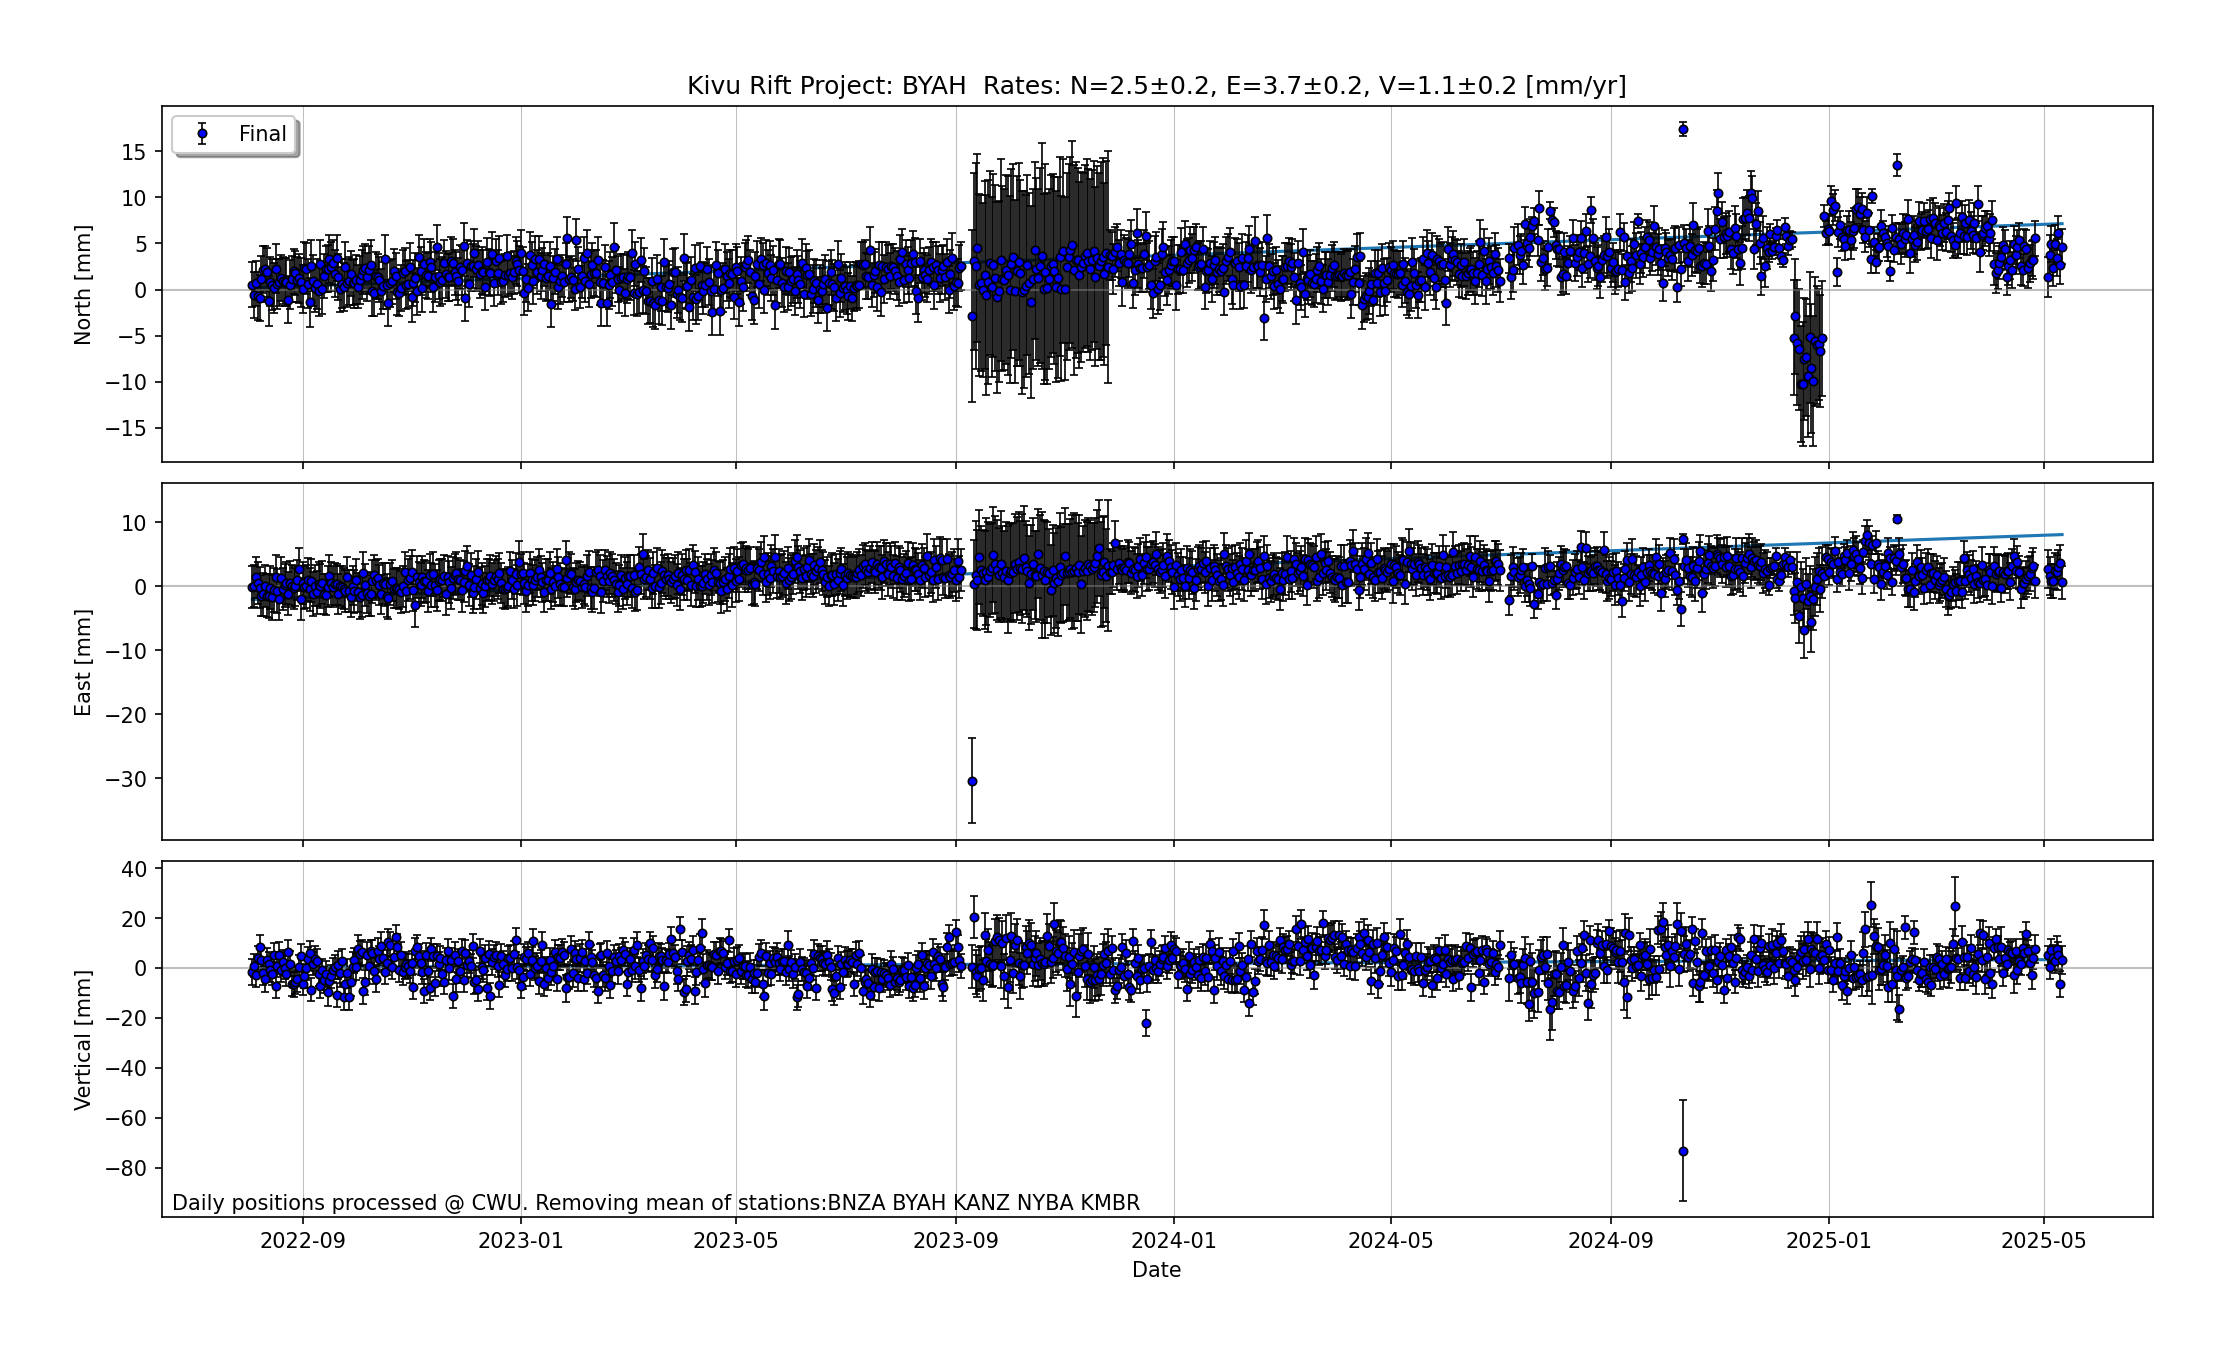 Kivu Rift Project: BYAH  Rates: N=2.5±0.2, E=3.7±0.2, V=1.1±0.2 [mm/yr]
Final
15
10
5
0
−5
−10
−15
North [mm]
10
0
−10
−20
−30
East [mm]
40
20
0
−20
−40
−60
−80
Vertical [mm]
Daily positions processed @ CWU. Removing mean of stations:BNZA BYAH KANZ NYBA KMBR
2022-09 2023-01 2023-05 2023-09 2024-01 2024-05 2024-09 2025-01 2025-05
Date